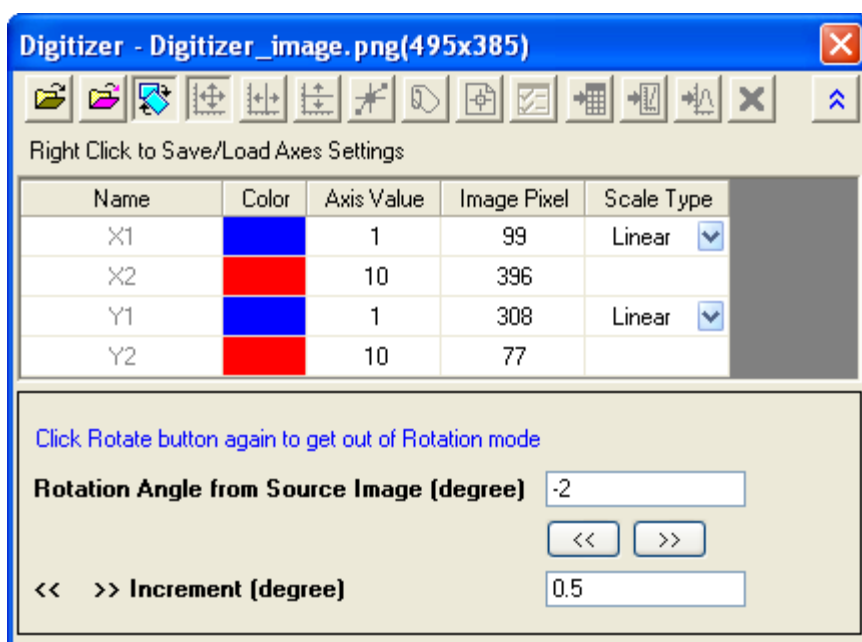 Digitizer - Digitizer_image.png(495x385)
Right Click to Save/Load Axes Settings
Name Color Axis Value Image Pixel Scale Type
X1 1 99 Linear
X2 10 396
Y1 1 308 Linear
Y2 10 77
Click Rotate button again to get out of Rotation mode
Rotation Angle from Source Image (degree) -2
<< >>
<< >> Increment (degree) 0.5